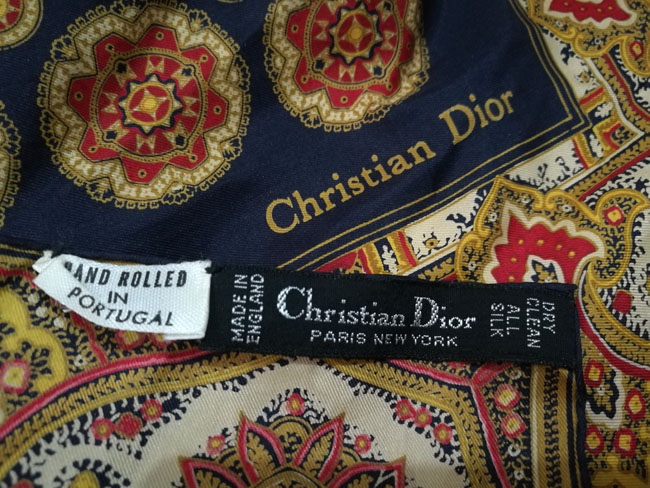 Christian Dior
HAND ROLLED
IN
PORTUGAL
MADE IN
ENGLAND
Christian Dior
PARIS NEW YORK
DRY
CLEAN
ALL
SILK